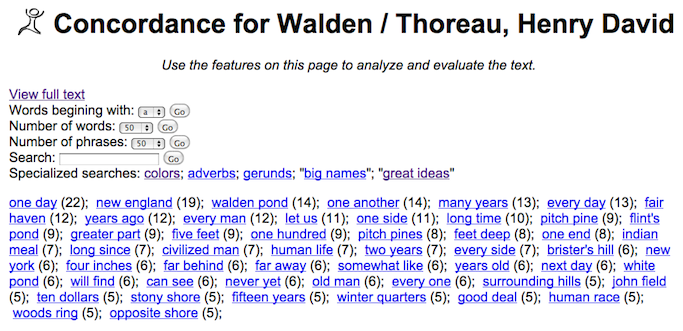 Concordance for Walden / Thoreau, Henry David
Use the features on this page to analyze and evaluate the text.
View full text
Words begining with: a Go
Number of words: 50 Go
Number of phrases: 50 Go
Search: Go
Specialized searches: colors; adverbs; gerunds; "big names"; "great ideas"
one day (22); new england (19); walden pond (14); one another (14); many years (13); every day (13); fair
haven (12); years ago (12); every man (12); let us (11); one side (11); long time (10); pitch pine (9); flint's
pond (9); greater part (9); five feet (9); one hundred (9); pitch pines (8); feet deep (8); one end (8); indian
meal (7); long since (7); civilized man (7); human life (7); two years (7); every side (7); brister's hill (6); new
york (6); four inches (6); far behind (6); far away (6); somewhat like (6); years old (6); next day (6); white
pond (6); will find (6); can see (6); never yet (6); old man (6); every one (6); surrounding hills (5); john field
(5); ten dollars (5); stony shore (5); fifteen years (5); winter quarters (5); good deal (5); human race (5);
woods ring (5); opposite shore (5);